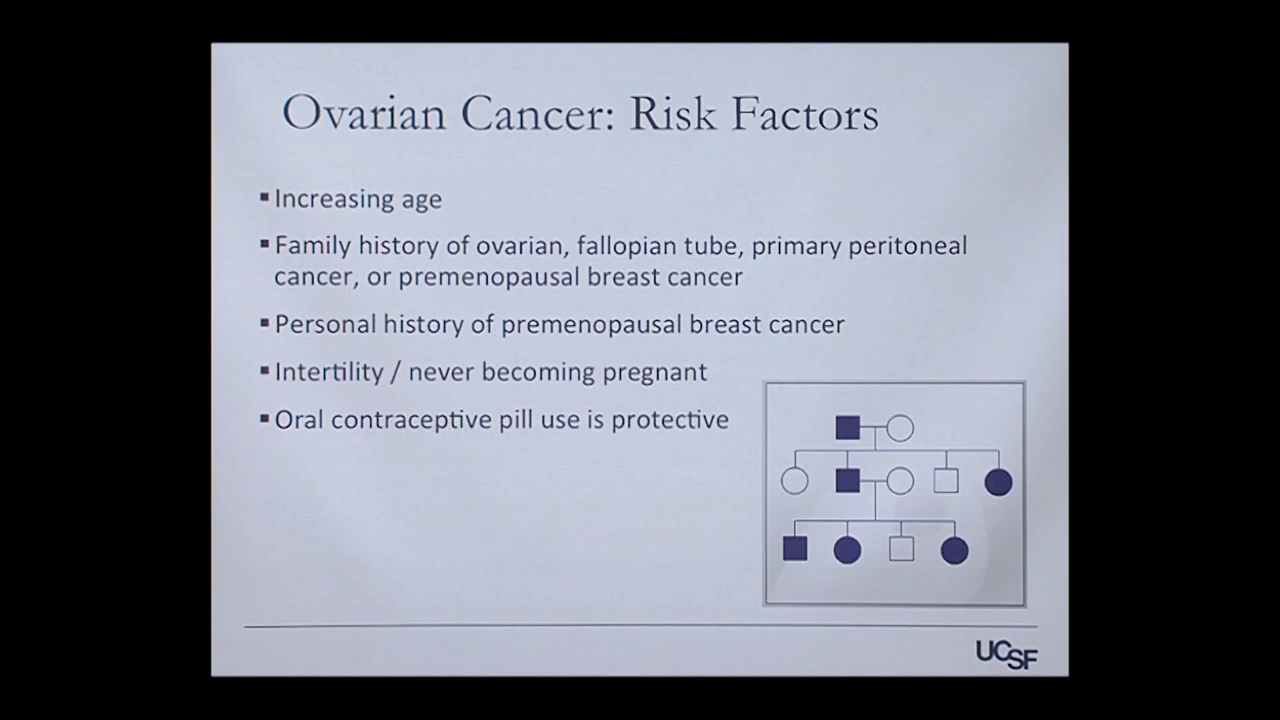 Ovarian Cancer: Risk Factors
▪ Increasing age
▪ Family history of ovarian, fallopian tube, primary peritoneal
cancer, or premenopausal breast cancer
▪ Personal history of premenopausal breast cancer
▪ Intertility / never becoming pregnant
▪ Oral contraceptive pill use is protective
UCSF